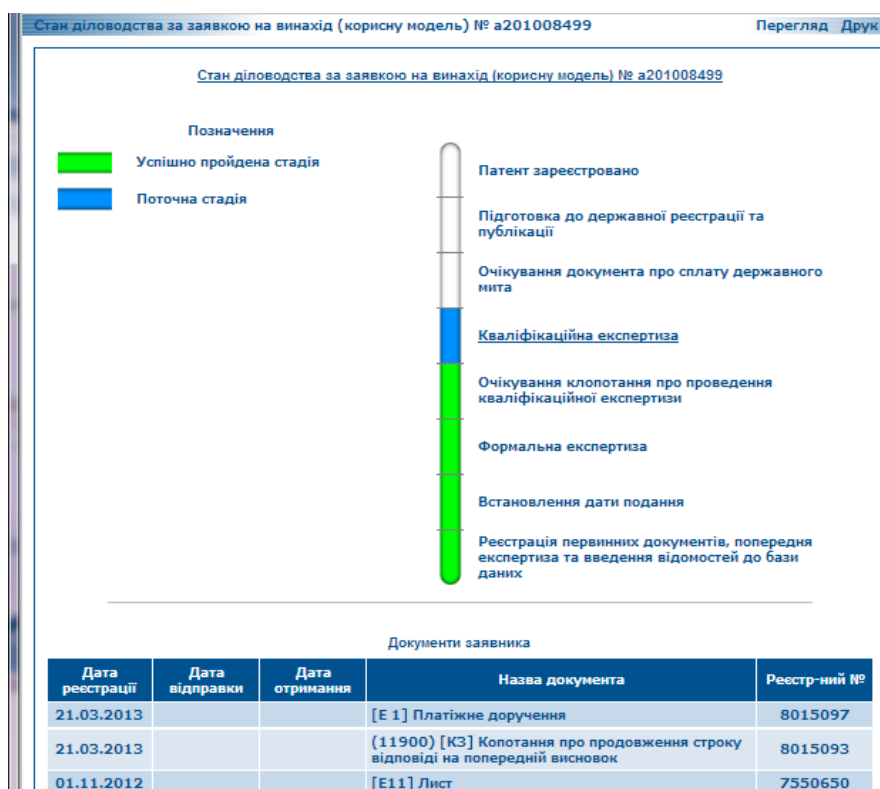 Стан діловодства за заявкою на винахід (корисну модель) № a201008499 Перегляд Друк
Стан діловодства за заявкою на винахід (корисну модель) № a201008499
Позначення
Успішно пройдена стадія
Поточна стадія
Патент зареєстровано
Підготовка до державної реєстрації та
публікації
Очікування документа про сплату державного
мита
Кваліфікаційна експертиза
Очікування клопотання про проведення
кваліфікаційної експертизи
Формальна експертиза
Встановлення дати подання
Реєстрація первинних документів, попередня
експертиза та введення відомостей до бази
даних
Документи заявника
Дата реєстрації Дата відправки Дата отримання Назва документа Реєстр-ний №
21.03.2013 [Е 1] Платіжне доручення 8015097
21.03.2013 (11900) [К3] Копотання про продовження строку
відповіді на попередній висновок 8015093
01.11.2012 [Е11] Лист 7550650